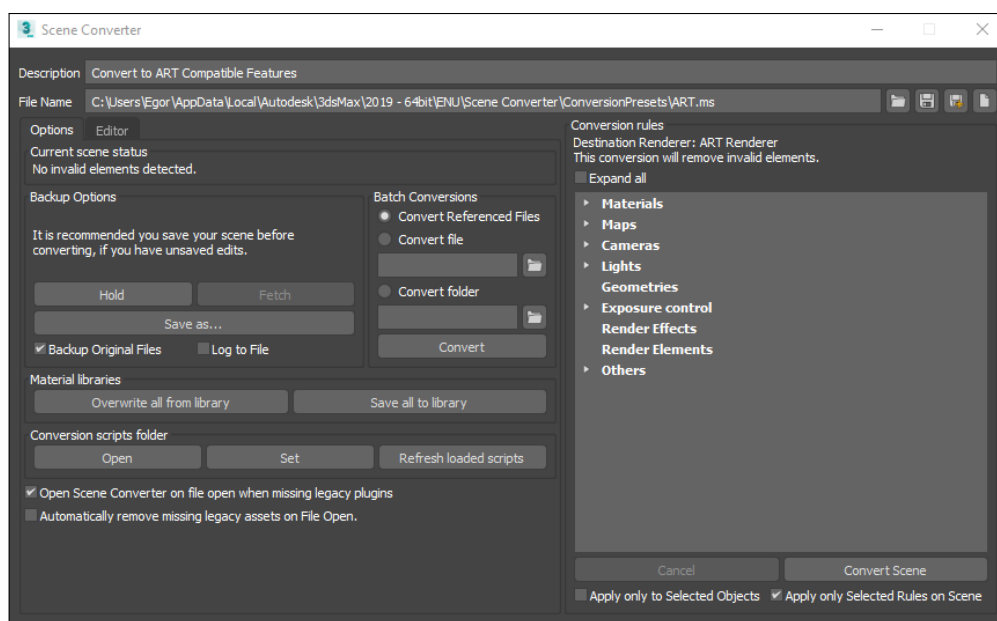 Scene Converter
Description Convert to ART Compatible Features
File Name C:\Users\Egor\AppData\Local\Autodesk\3dsMax\2019 - 64bit\ENU\Scene Converter\ConversionPresets\ART.ms
Options Editor
Current scene status
No invalid elements detected.
Backup Options
It is recommended you save your scene before
converting, if you have unsaved edits.
Hold Fetch
Save as...
Backup Original Files Log to File
Batch Conversions
Convert Referenced Files
Convert file
Convert folder
Convert
Material libraries
Overwrite all from library Save all to library
Conversion scripts folder
Open Set Refresh loaded scripts
Open Scene Converter on file open when missing legacy plugins
Automatically remove missing legacy assets on File Open.
Conversion rules
Destination Renderer: ART Renderer
This conversion will remove invalid elements.
Expand all
Materials
Maps
Cameras
Lights
Geometries
Exposure control
Render Effects
Render Elements
Others
Cancel Convert Scene
Apply only to Selected Objects Apply only Selected Rules on Scene